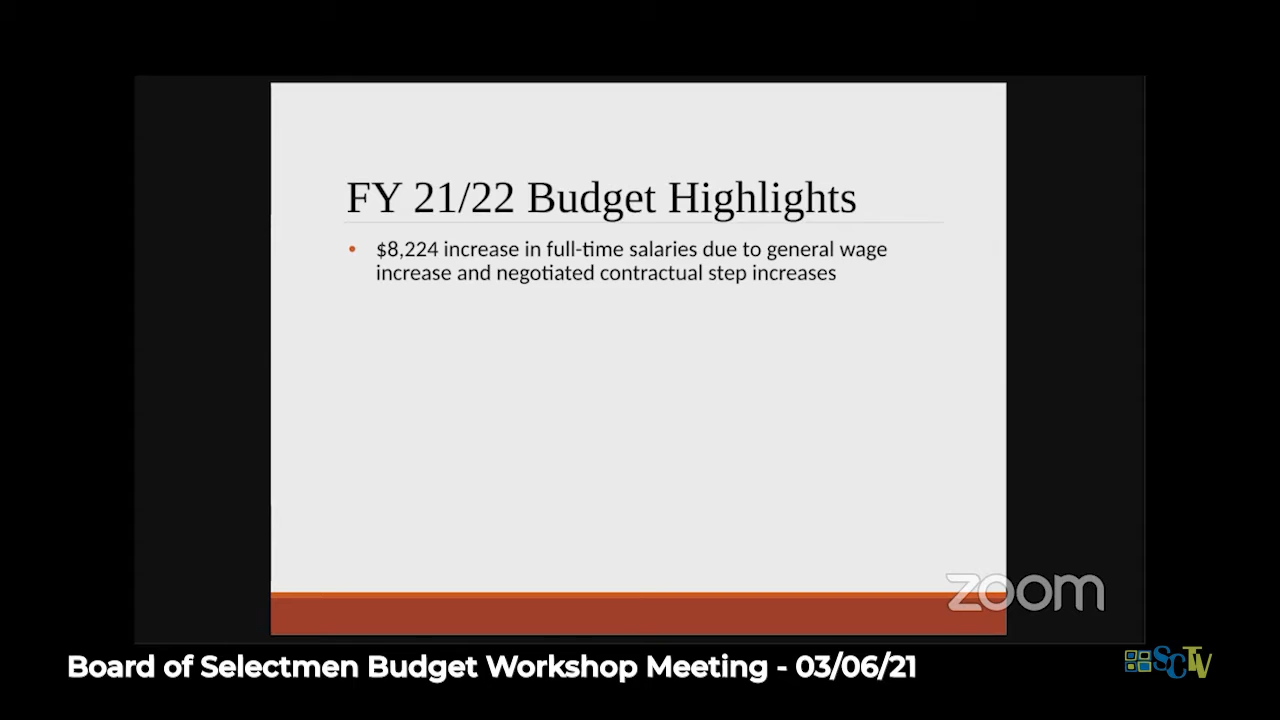 FY 21/22 Budget Highlights
• $8,224 increase in full-time salaries due to general wage
increase and negotiated contractual step increases
zoom
Board of Selectmen Budget Workshop Meeting - 03/06/21
SCTV